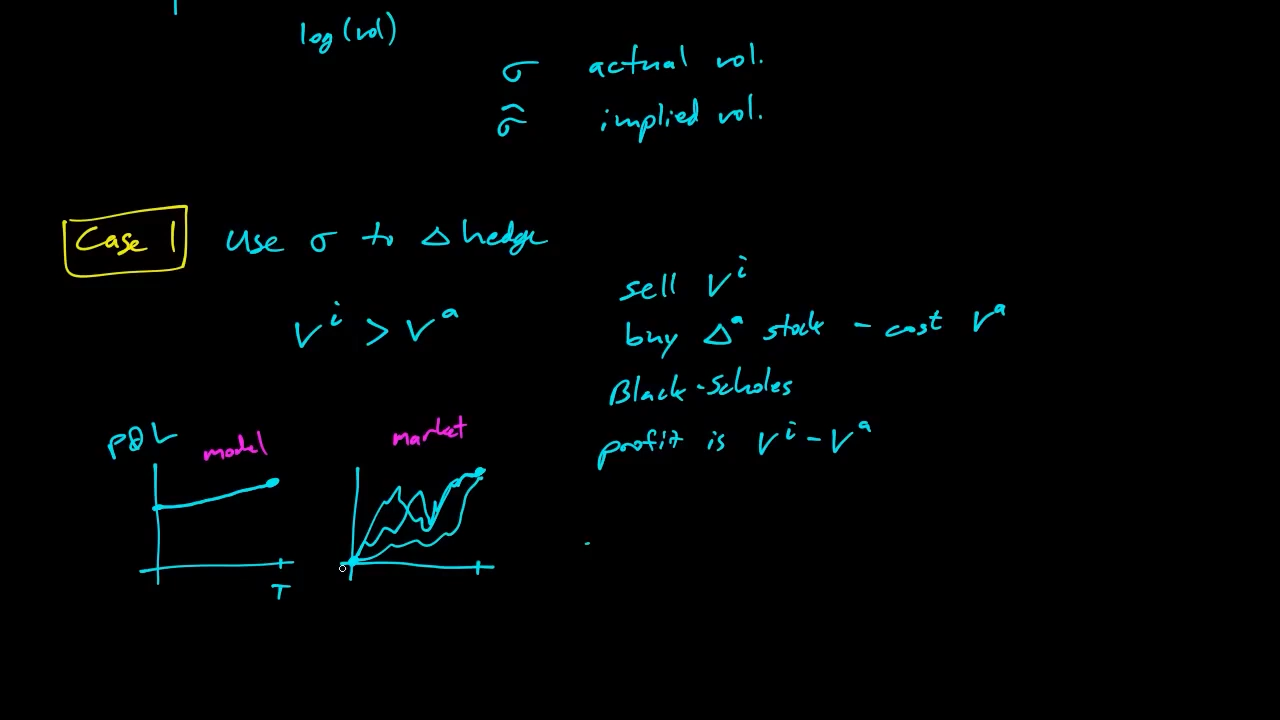 log(vol)
σ actual vol.
σ̂ implied vol.
Case 1 Use σ to Δ hedge
sell Vⁱ
Vⁱ > Vᵃ
buy Δᵃ stock - cost Vᵃ
Black-Scholes
profit is Vⁱ - Vᵃ
P&L model market
T